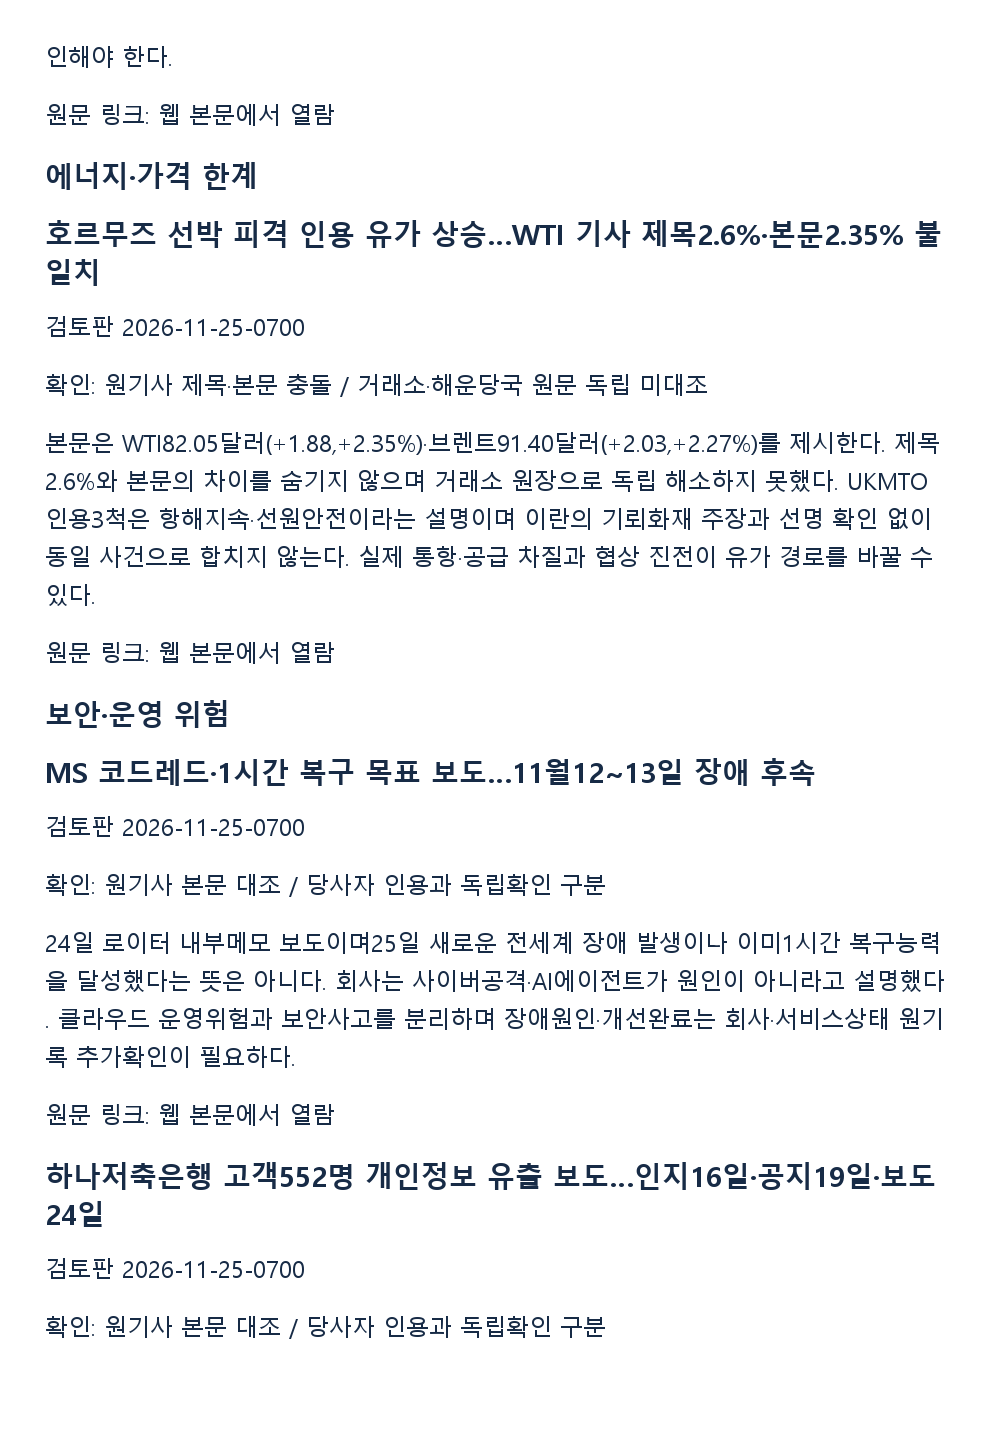 인해야 한다.
원문 링크: 웹 본문에서 열람
에너지·가격 한계
호르무즈 선박 피격 인용 유가 상승...WTI 기사 제목2.6%·본문2.35% 불
일치
검토판 2026-11-25-0700
확인: 원기사 제목·본문 충돌 / 거래소·해운당국 원문 독립 미대조
본문은 WTI82.05달러(+1.88,+2.35%)·브렌트91.40달러(+2.03,+2.27%)를 제시한다. 제목
2.6%와 본문의 차이를 숨기지 않으며 거래소 원장으로 독립 해소하지 못했다. UKMTO
인용3척은 항해지속·선원안전이라는 설명이며 이란의 기뢰화재 주장과 선명 확인 없이
동일 사건으로 합치지 않는다. 실제 통항·공급 차질과 협상 진전이 유가 경로를 바꿀 수
있다.
원문 링크: 웹 본문에서 열람
보안·운영 위험
MS 코드레드·1시간 복구 목표 보도...11월12~13일 장애 후속
검토판 2026-11-25-0700
확인: 원기사 본문 대조 / 당사자 인용과 독립확인 구분
24일 로이터 내부메모 보도이며25일 새로운 전세계 장애 발생이나 이미1시간 복구능력
을 달성했다는 뜻은 아니다. 회사는 사이버공격·AI에이전트가 원인이 아니라고 설명했다
. 클라우드 운영위험과 보안사고를 분리하며 장애원인·개선완료는 회사·서비스상태 원기
록 추가확인이 필요하다.
원문 링크: 웹 본문에서 열람
하나저축은행 고객552명 개인정보 유출 보도...인지16일·공지19일·보도
24일
검토판 2026-11-25-0700
확인: 원기사 본문 대조 / 당사자 인용과 독립확인 구분